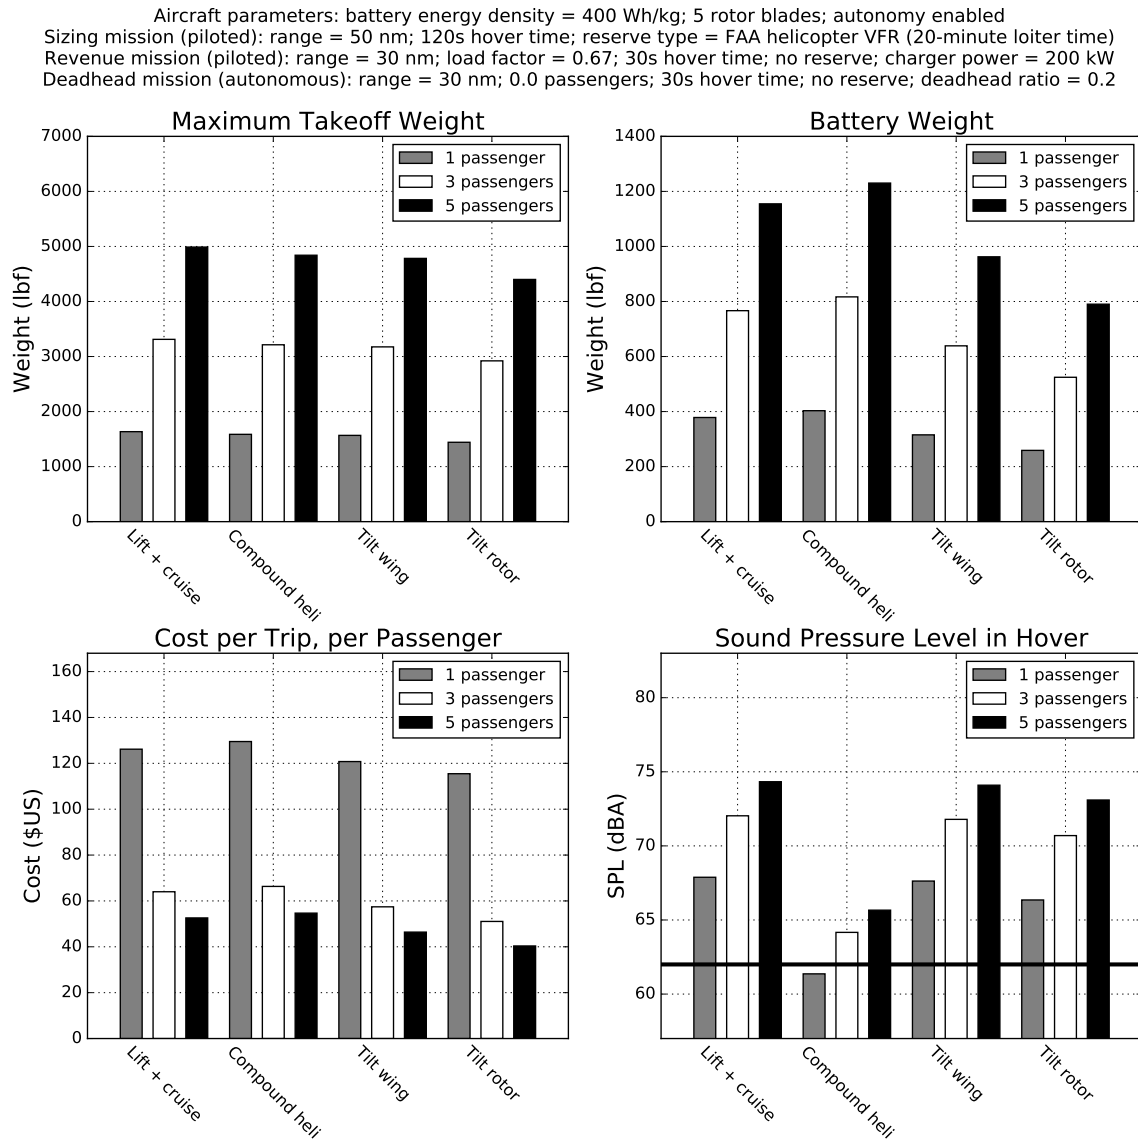 Aircraft parameters: battery energy density = 400 Wh/kg; 5 rotor blades; autonomy enabled
Sizing mission (piloted): range = 50 nm; 120s hover time; reserve type = FAA helicopter VFR (20-minute loiter time)
Revenue mission (piloted): range = 30 nm; load factor = 0.67; 30s hover time; no reserve; charger power = 200 kW
Deadhead mission (autonomous): range = 30 nm; 0.0 passengers; 30s hover time; no reserve; deadhead ratio = 0.2
Maximum Takeoff Weight
7000
6000
5000
4000
3000
2000
1000
0
Weight (lbf)
1 passenger
3 passengers
5 passengers
Lift + cruise
Compound heli
Tilt wing
Tilt rotor
Battery Weight
1400
1200
1000
800
600
400
200
0
Weight (lbf)
1 passenger
3 passengers
5 passengers
Lift + cruise
Compound heli
Tilt wing
Tilt rotor
Cost per Trip, per Passenger
160
140
120
100
80
60
40
20
0
Cost ($US)
1 passenger
3 passengers
5 passengers
Lift + cruise
Compound heli
Tilt wing
Tilt rotor
Sound Pressure Level in Hover
80
75
70
65
60
SPL (dBA)
1 passenger
3 passengers
5 passengers
Lift + cruise
Compound heli
Tilt wing
Tilt rotor